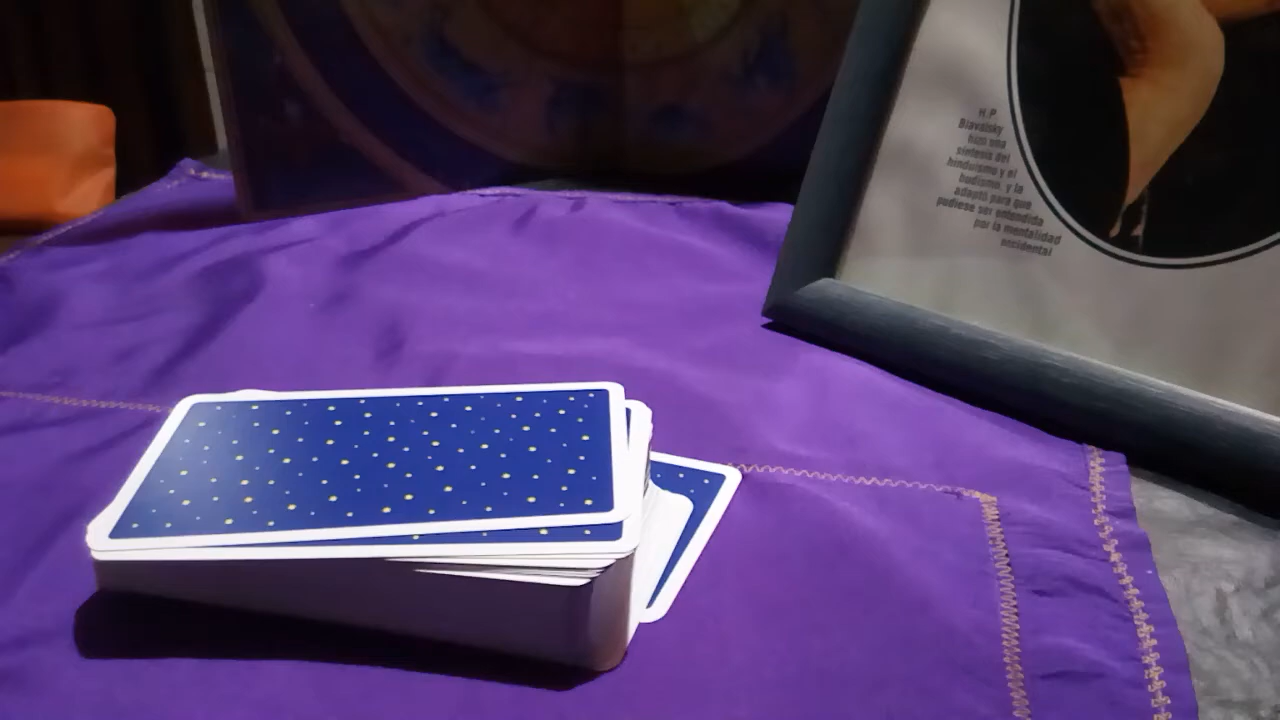 H.P
Blavatsky
hizo una
síntesis del
hinduismo y el
budismo, y la
adaptó para que
pudiese ser entendida
por la mentalidad
occidental